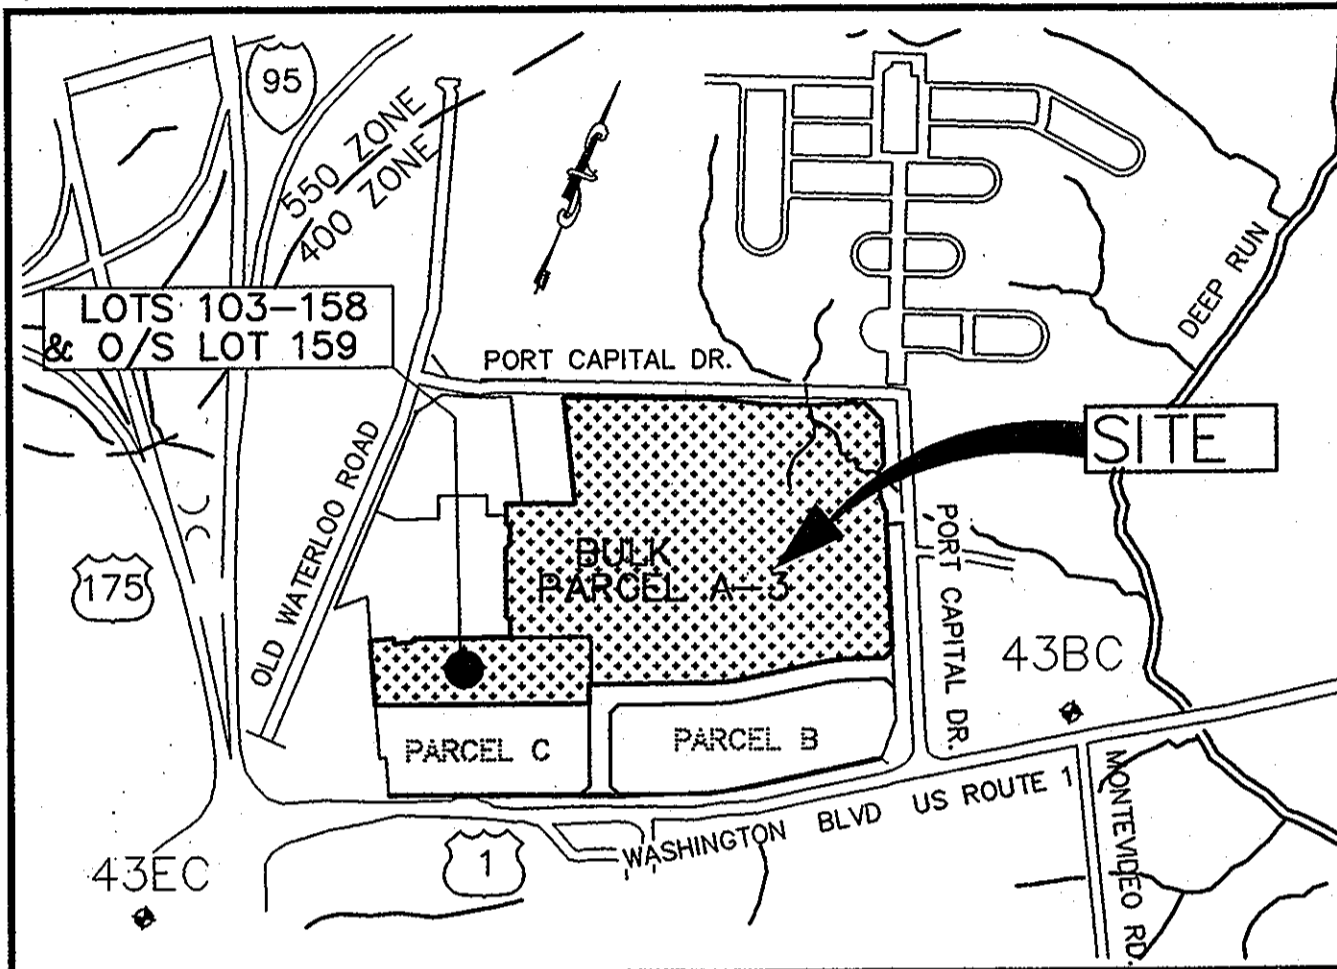 95
550 ZONE
400 ZONE
LOTS 103-158
& O/S LOT 159
PORT CAPITAL DR.
DEEP RUN
SITE
OLD WATERLOO ROAD
175
BULK
PARCEL A-3
PORT CAPITAL DR.
43BC
PARCEL C
PARCEL B
WASHINGTON BLVD US ROUTE 1
MONTEVIDEO RD.
43EC
1